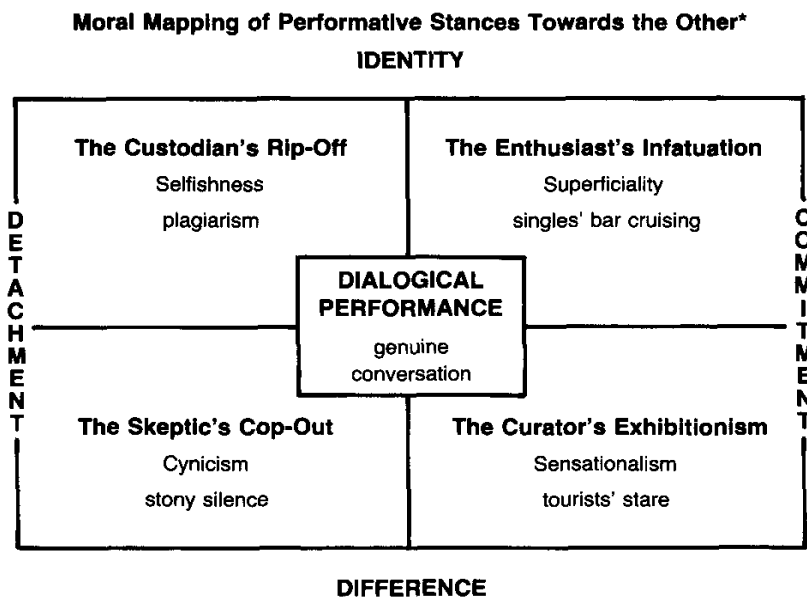 Moral Mapping of Performative Stances Towards the Other*
IDENTITY
The Custodian's Rip-Off
Selfishness
plagiarism
The Enthusiast's Infatuation
Superficiality
singles' bar cruising
DETACHMENT
DIALOGICAL
PERFORMANCE
genuine
conversation
COMMITMENT
The Skeptic's Cop-Out
Cynicism
stony silence
The Curator's Exhibitionism
Sensationalism
tourists' stare
DIFFERENCE